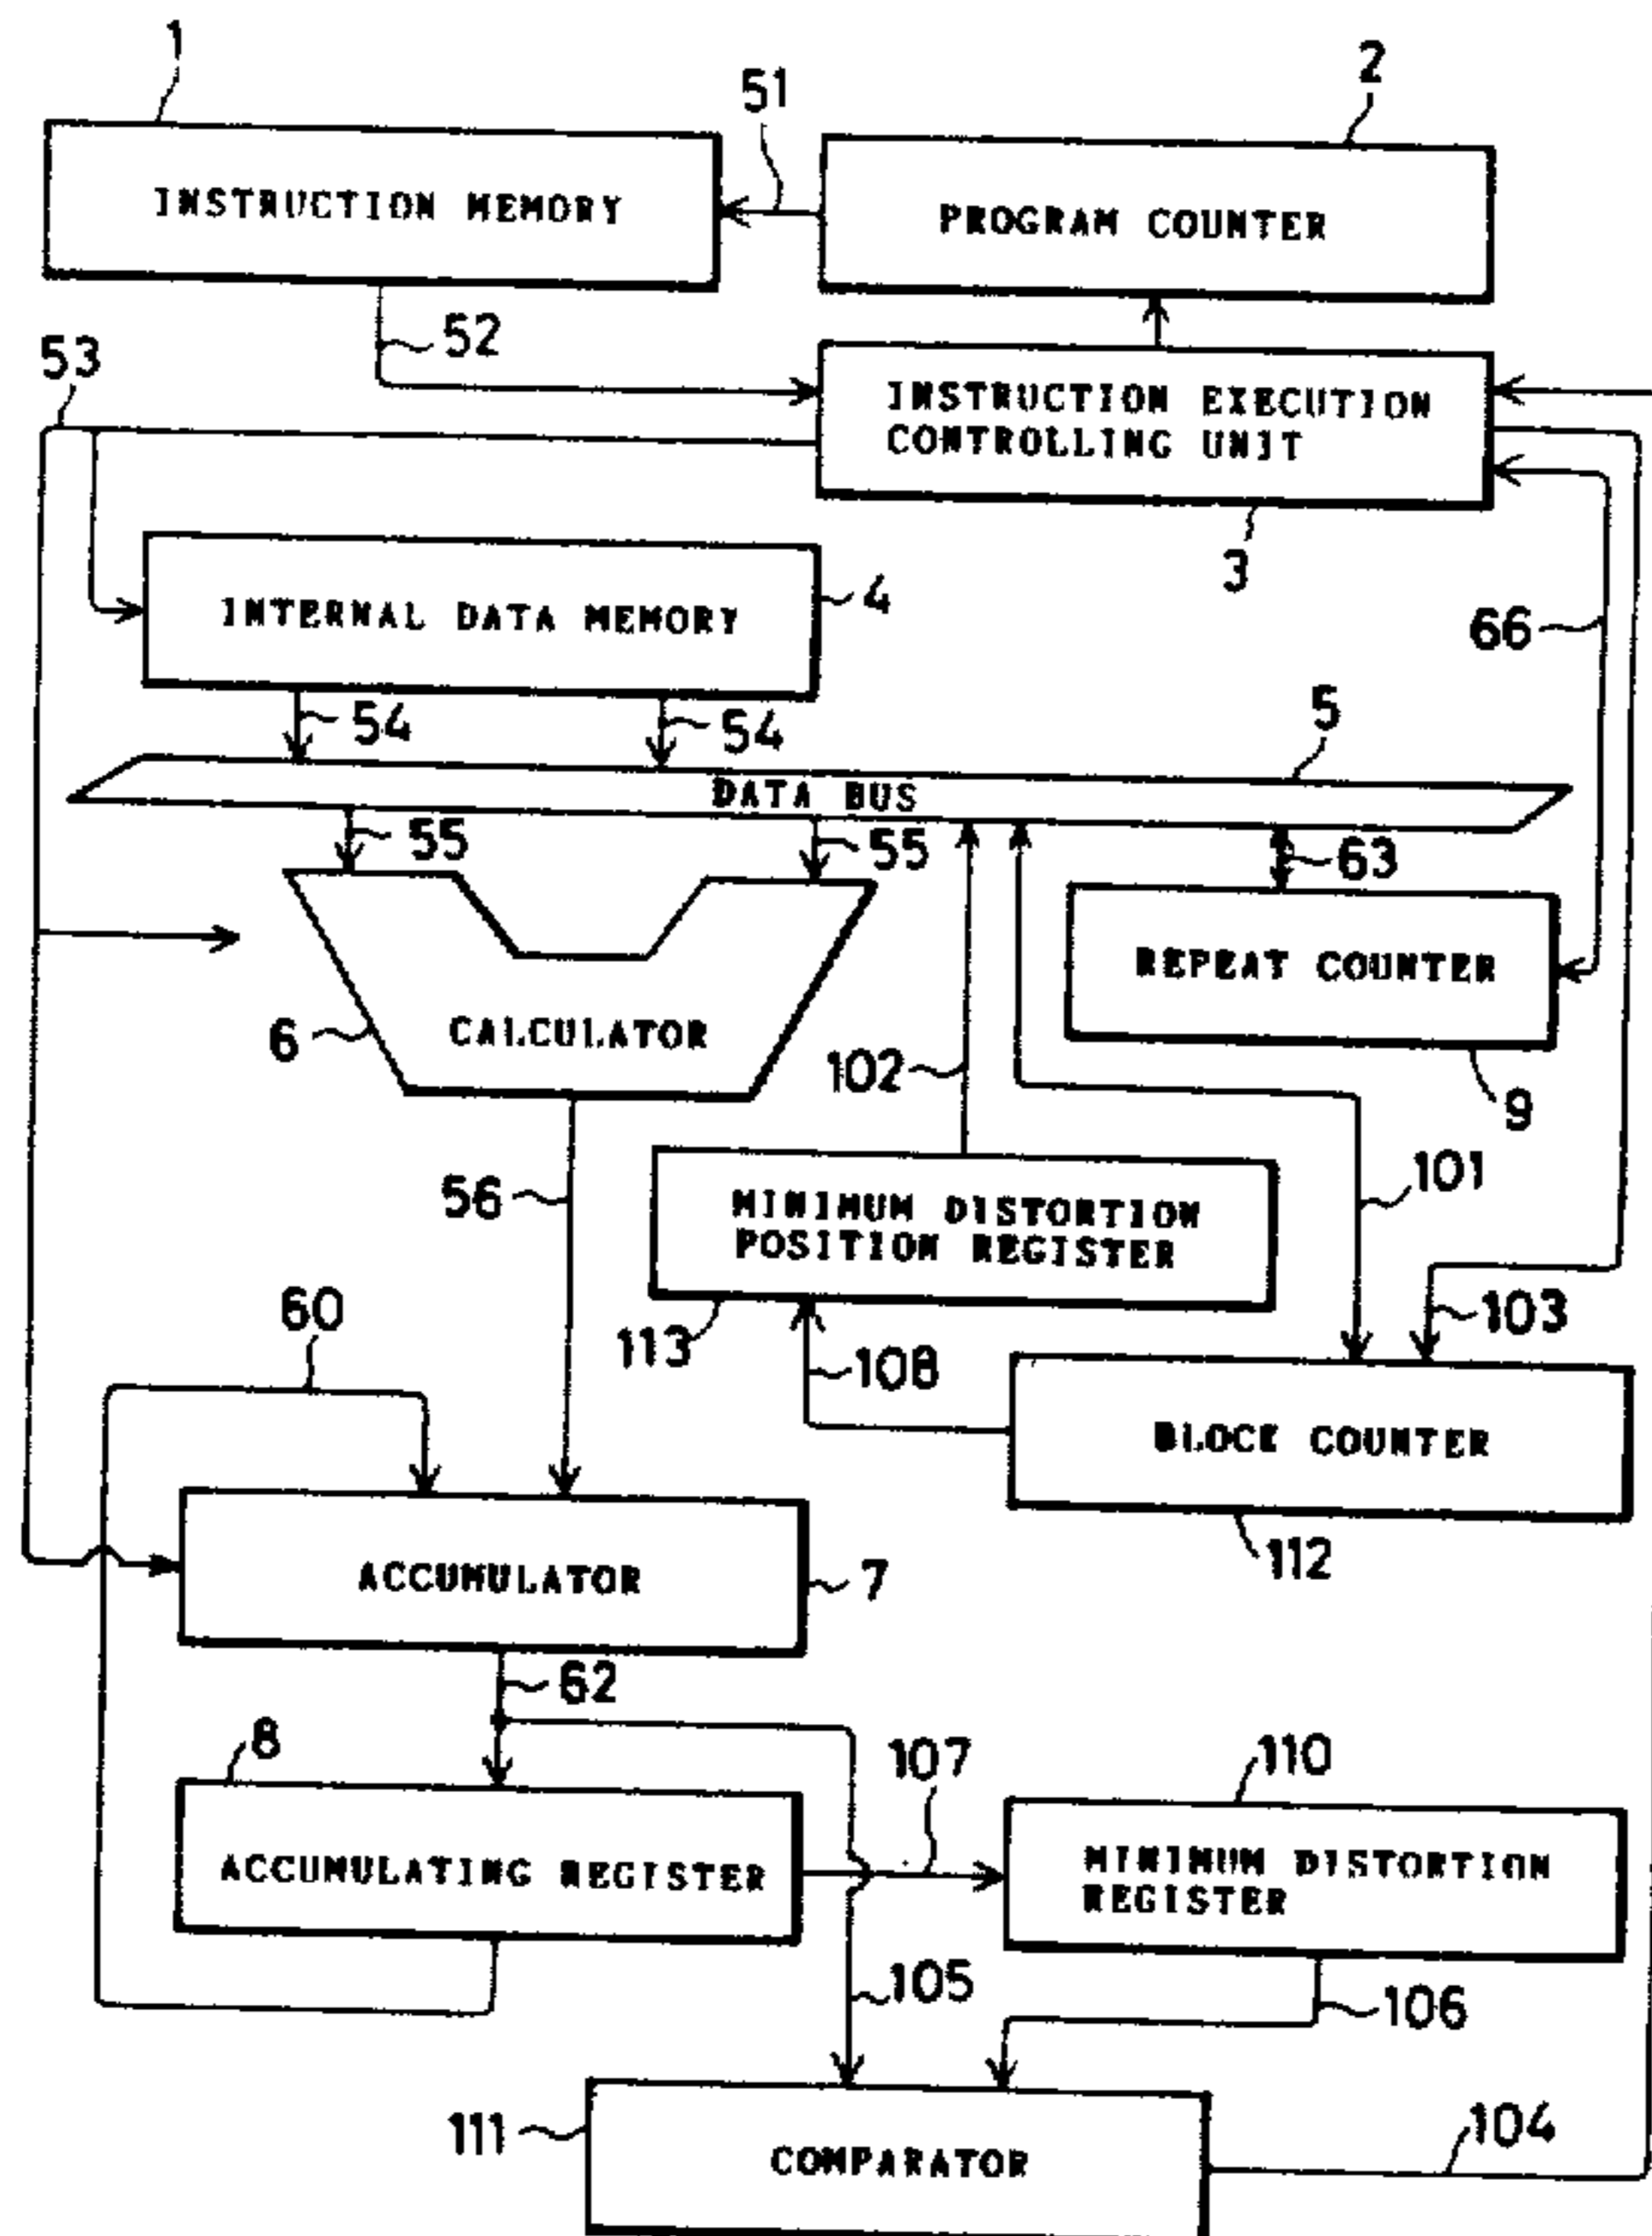 1
2
51
INSTRUCTION MEMORY
PROGRAM COUNTER
52
53
INSTRUCTION EXECUTION
CONTROLLING UNIT
3
INTERNAL DATA MEMORY
4
66
54
54
5
DATA BUS
55
55
63
REPEAT COUNTER
6
CALCULATOR
102
9
101
56
MINIMUM DISTORTION
POSITION REGISTER
60
113
108
103
BLOCK COUNTER
112
ACCUMULATOR
7
62
8
107
110
ACCUMULATING REGISTER
MINIMUM DISTORTION
REGISTER
105
106
111
COMPARATOR
104